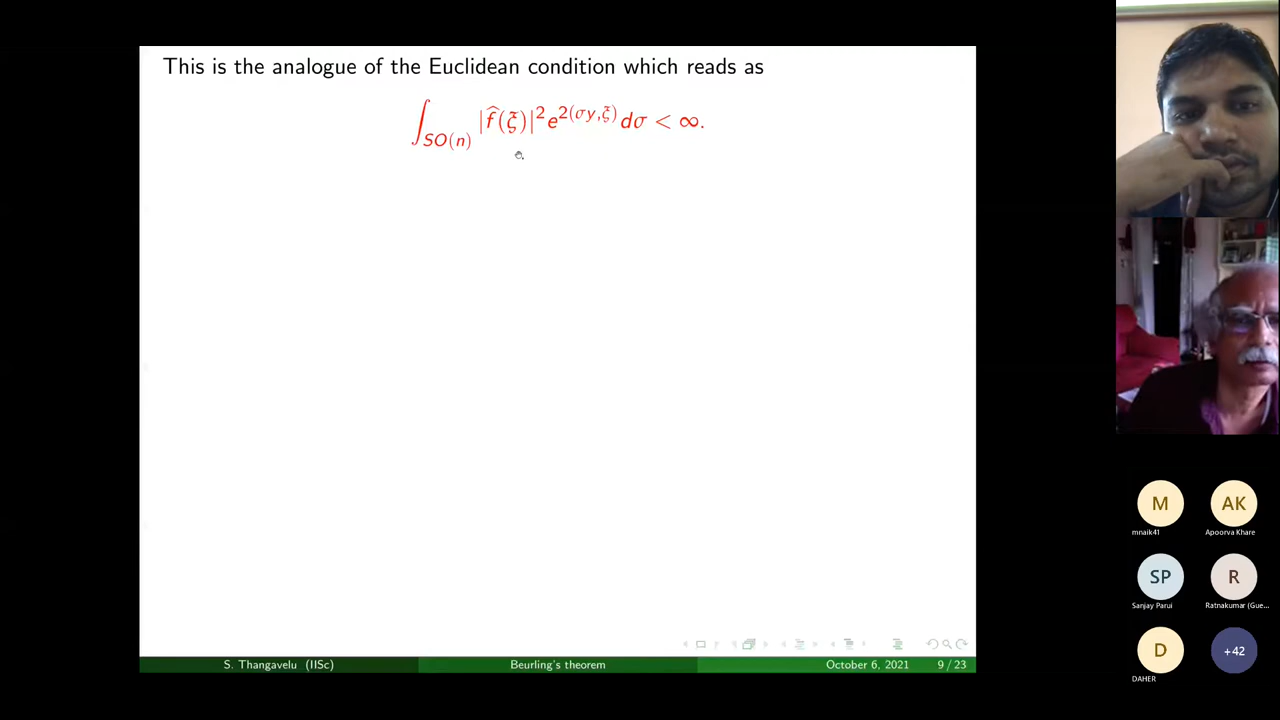 This is the analogue of the Euclidean condition which reads as
∫_{SO(n)} |f̂(ξ)|² e^{2(σy,ξ)} dσ < ∞.
S. Thangavelu (IISc)
Beurling's theorem
October 6, 2021
9 / 23
M
mnaik41
AK
Apoorva Khare
SP
Sanjay Parui
R
Ratnakumar (Gue...
D
DAHER
+42